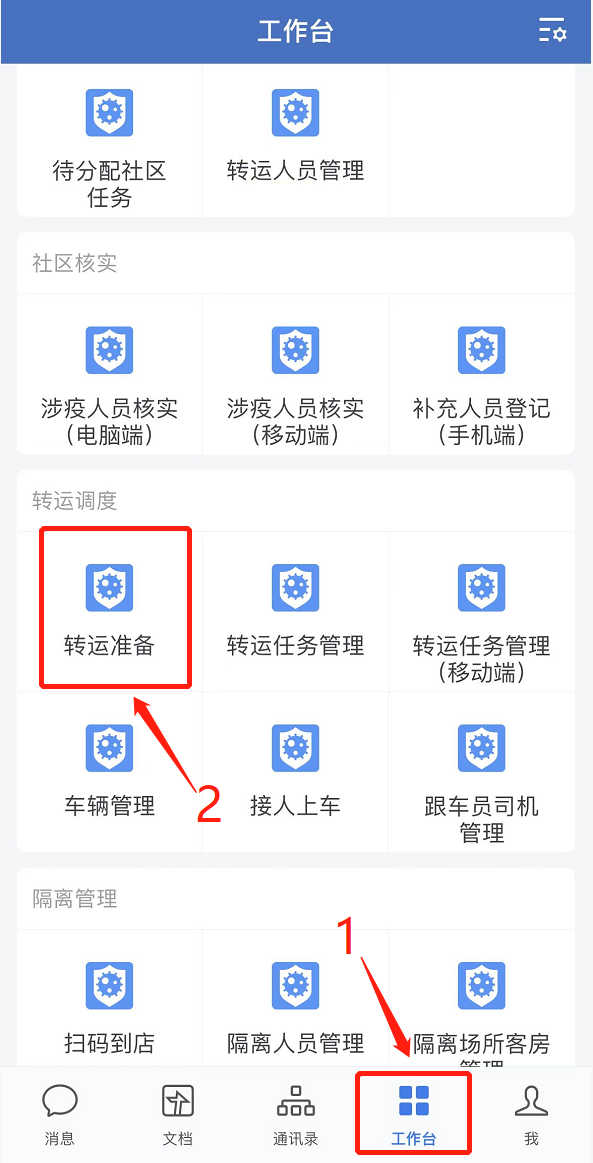 工作台
待分配社区
任务
转运人员管理
社区核实
涉疫人员核实
（电脑端）
涉疫人员核实
（移动端）
补充人员登记
（手机端）
转运调度
转运准备
转运任务管理
转运任务管理
（移动端）
车辆管理
2
接人上车
跟车员司机
管理
隔离管理
1
扫码到店
隔离人员管理
隔离场所客房
管理
消息
文档
通讯录
工作台
我